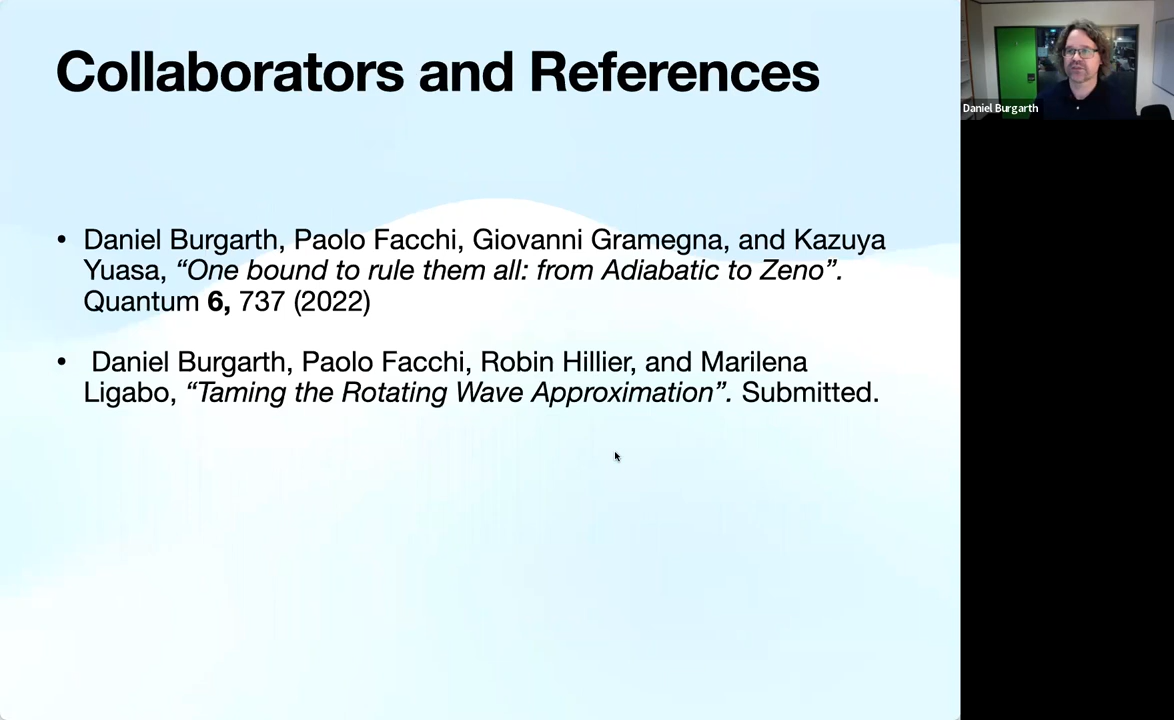 Collaborators and References
Daniel Burgarth
• Daniel Burgarth, Paolo Facchi, Giovanni Gramegna, and Kazuya
Yuasa, “One bound to rule them all: from Adiabatic to Zeno”.
Quantum 6, 737 (2022)
• Daniel Burgarth, Paolo Facchi, Robin Hillier, and Marilena
Ligabo, “Taming the Rotating Wave Approximation”. Submitted.